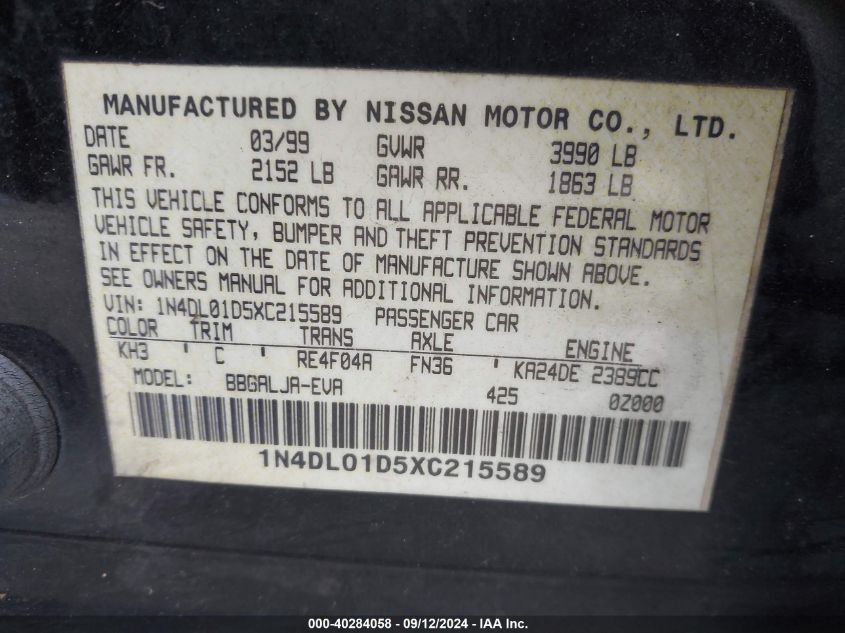 MANUFACTURED BY NISSAN MOTOR CO., LTD.
DATE 03/99 GVWR 3990 LB
GAWR FR. 2152 LB GAWR RR. 1863 LB
THIS VEHICLE CONFORMS TO ALL APPLICABLE FEDERAL MOTOR
VEHICLE SAFETY, BUMPER AND THEFT PREVENTION STANDARDS
IN EFFECT ON THE DATE OF MANUFACTURE SHOWN ABOVE.
SEE OWNERS MANUAL FOR ADDITIONAL INFORMATION.
VIN: 1N4DL01D5XC215589 PASSENGER CAR
COLOR TRIM TRANS AXLE ENGINE
KH3 ' C ' RE4F04A FN36 ' KA24DE 2389CC
MODEL: BBGALJA-EVA 425 0Z000
1N4DL01D5XC215589
000-40284058 - 09/12/2024 - IAA Inc.